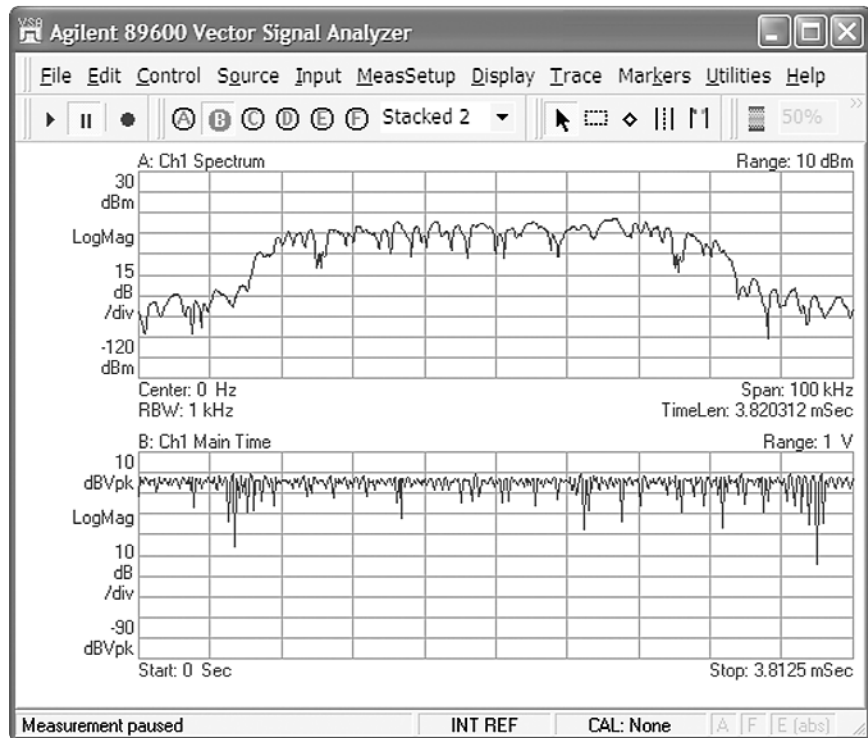 VSA
Agilent 89600 Vector Signal Analyzer
File Edit Control Source Input MeasSetup Display Trace Markers Utilities Help
A B C D E F Stacked 2 50%
A: Ch1 Spectrum Range: 10 dBm
30
dBm
LogMag
15
dB
/div
-120
dBm
Center: 0 Hz Span: 100 kHz
RBW: 1 kHz TimeLen: 3.820312 mSec
B: Ch1 Main Time Range: 1 V
10
dBVpk
LogMag
10
dB
/div
-90
dBVpk
Start: 0 Sec Stop: 3.8125 mSec
Measurement paused INT REF CAL: None A F E (abs)